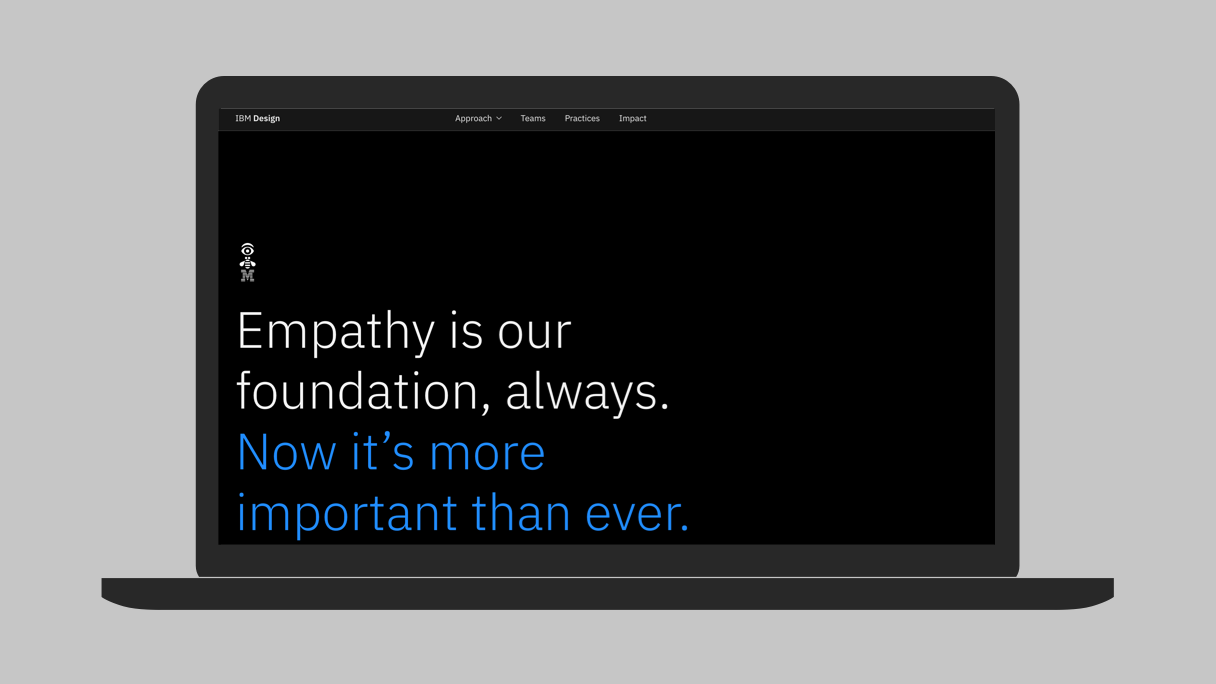 IBM Design
Approach Teams Practices Impact
M
Empathy is our
foundation, always.
Now it’s more
important than ever.